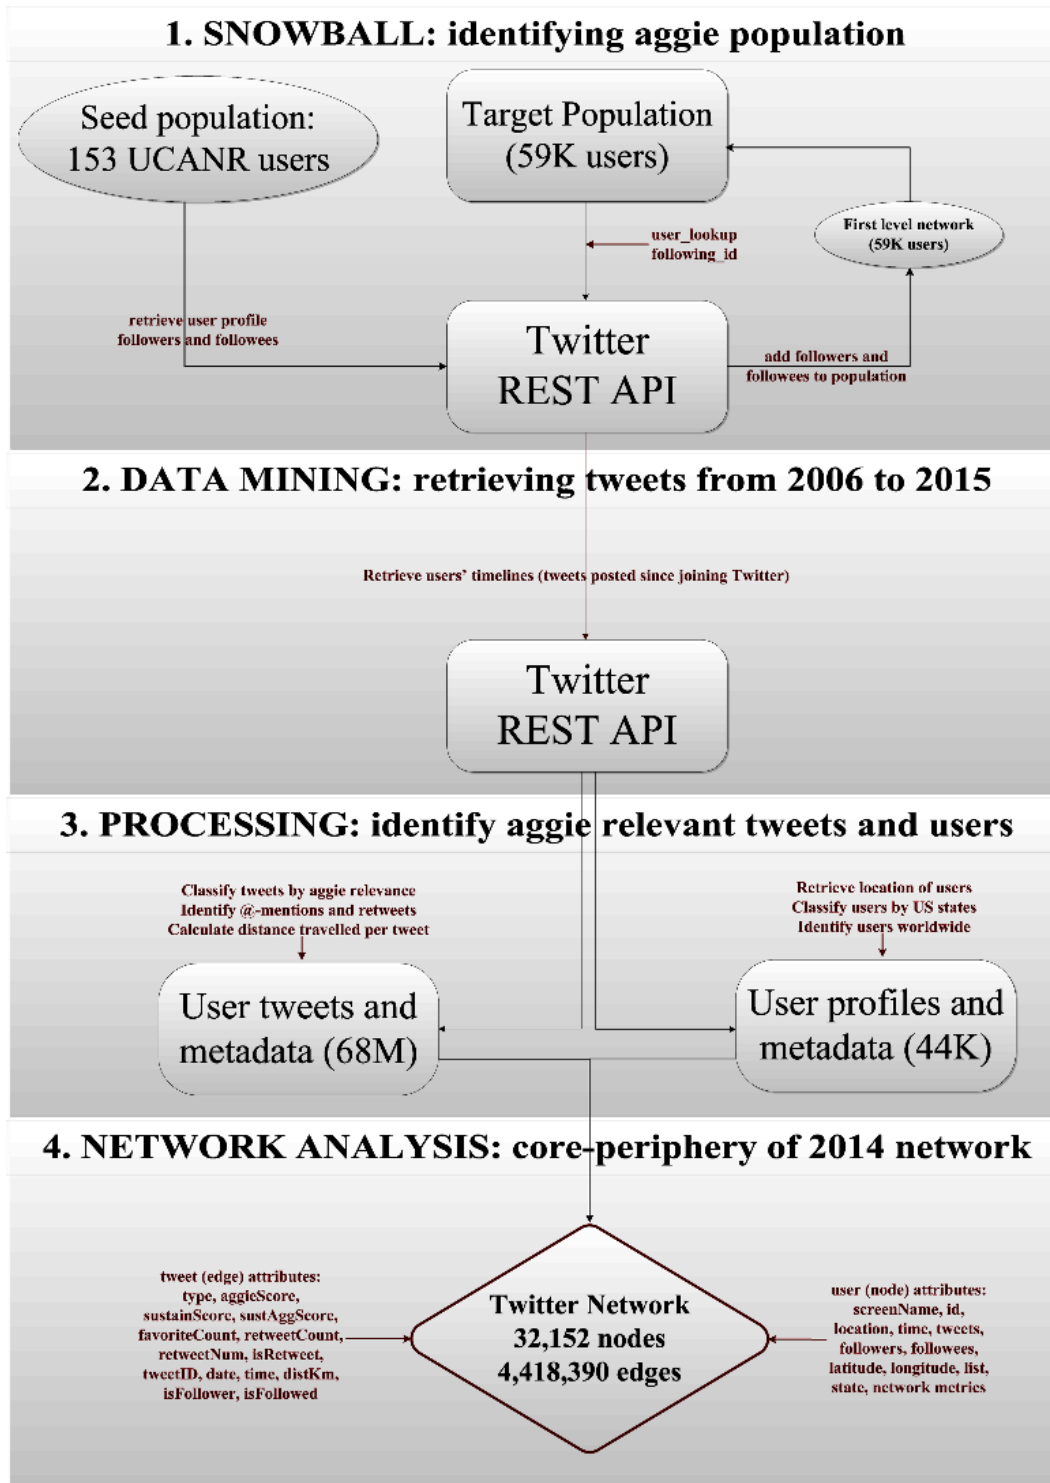 1. SNOWBALL: identifying aggie population
Seed population:
153 UCANR users
Target Population
(59K users)
First level network
(59K users)
user_lookup
following_id
retrieve user profile
followers and followees
Twitter
REST API
add followers and
followees to population
2. DATA MINING: retrieving tweets from 2006 to 2015
Retrieve users' timelines (tweets posted since joining Twitter)
Twitter
REST API
3. PROCESSING: identify aggie relevant tweets and users
Classify tweets by aggie relevance
Identify @-mentions and retweets
Calculate distance travelled per tweet
Retrieve location of users
Classify users by US states
Identify users worldwide
User tweets and
metadata (68M)
User profiles and
metadata (44K)
4. NETWORK ANALYSIS: core-periphery of 2014 network
tweet (edge) attributes:
type, aggieScore,
sustainScore, sustAggScore,
favoriteCount, retweetCount,
retweetNum, isRetweet,
tweetID, date, time, distKm,
isFollower, isFollowed
Twitter Network
32,152 nodes
4,418,390 edges
user (node) attributes:
screenName, id,
location, time, tweets,
followers, followees,
latitude, longitude, list,
state, network metrics